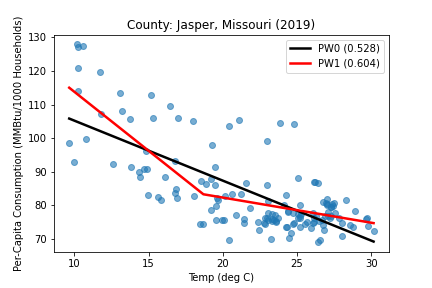 County: Jasper, Missouri (2019)
Per-Capita Consumption (MMBtu/1000 Households)
130
120
110
100
90
80
70
PW0 (0.528)
PW1 (0.604)
10 15 20 25 30
Temp (deg C)